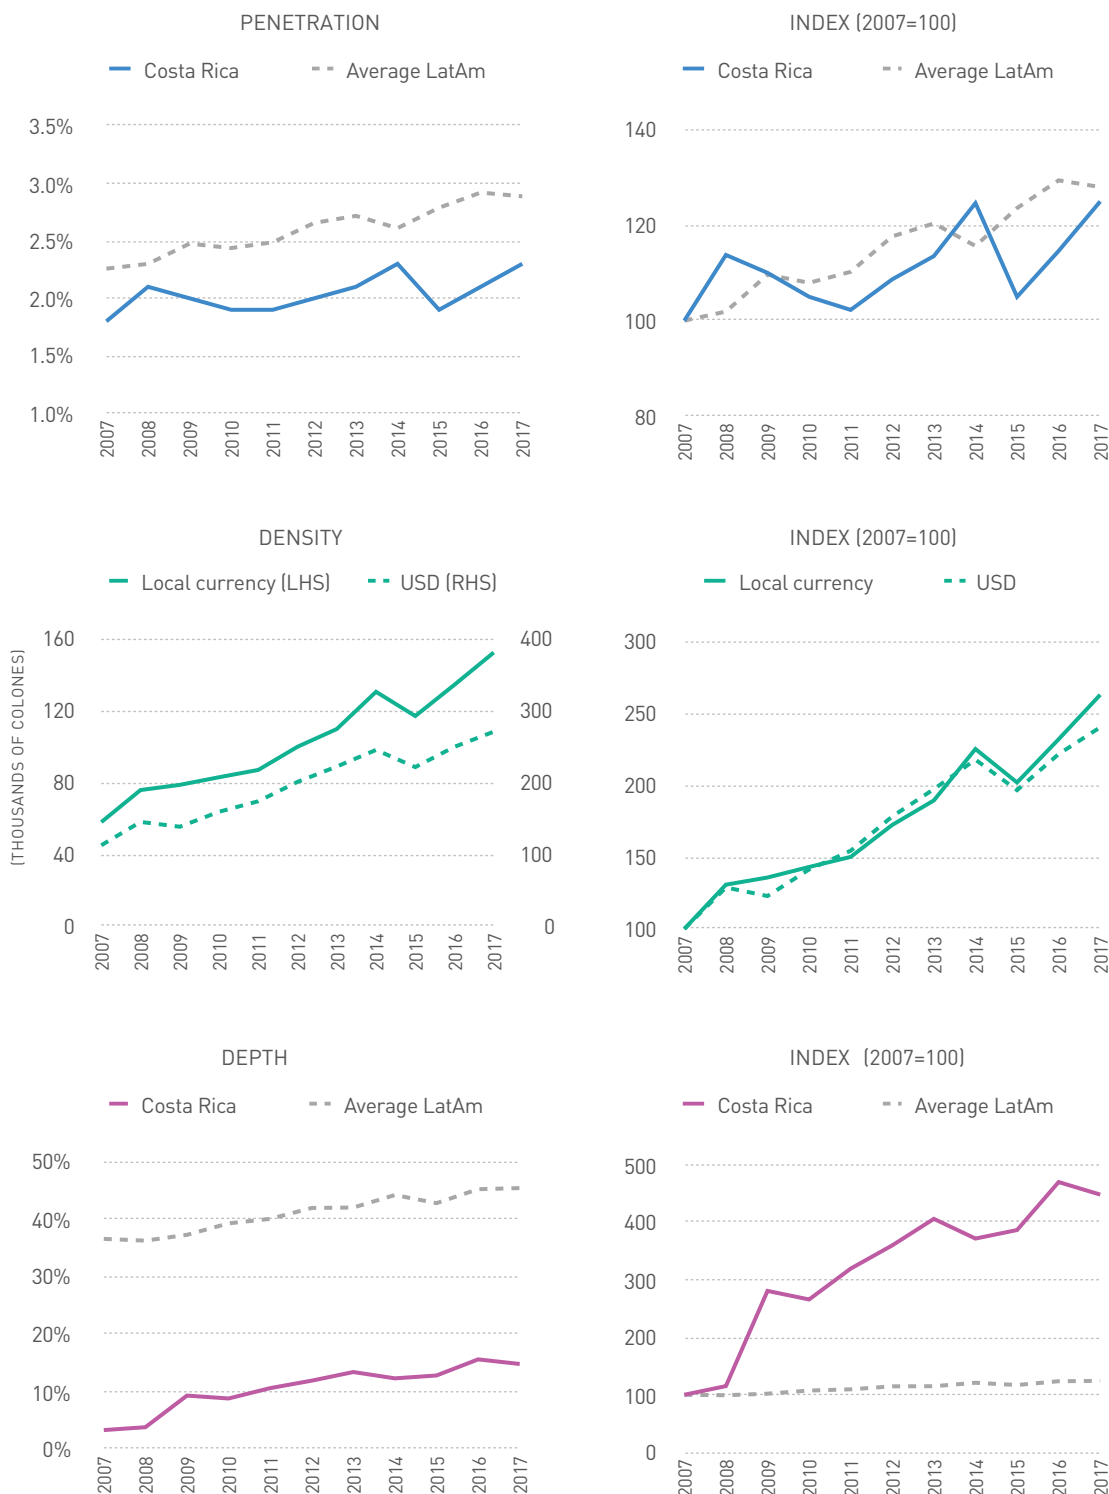 PENETRATION
Costa Rica Average LatAm
3.5%
3.0%
2.5%
2.0%
1.5%
1.0%
2007 2008 2009 2010 2011 2012 2013 2014 2015 2016 2017
INDEX (2007=100)
Costa Rica Average LatAm
140
120
100
80
2007 2008 2009 2010 2011 2012 2013 2014 2015 2016 2017
DENSITY
Local currency (LHS) USD (RHS)
(THOUSANDS OF COLONES)
160 400
120 300
80 200
40 100
0 0
2007 2008 2009 2010 2011 2012 2013 2014 2015 2016 2017
INDEX (2007=100)
Local currency USD
300
250
200
150
100
2007 2008 2009 2010 2011 2012 2013 2014 2015 2016 2017
DEPTH
Costa Rica Average LatAm
50%
40%
30%
20%
10%
0%
2007 2008 2009 2010 2011 2012 2013 2014 2015 2016 2017
INDEX (2007=100)
Costa Rica Average LatAm
500
400
300
200
100
0
2007 2008 2009 2010 2011 2012 2013 2014 2015 2016 2017